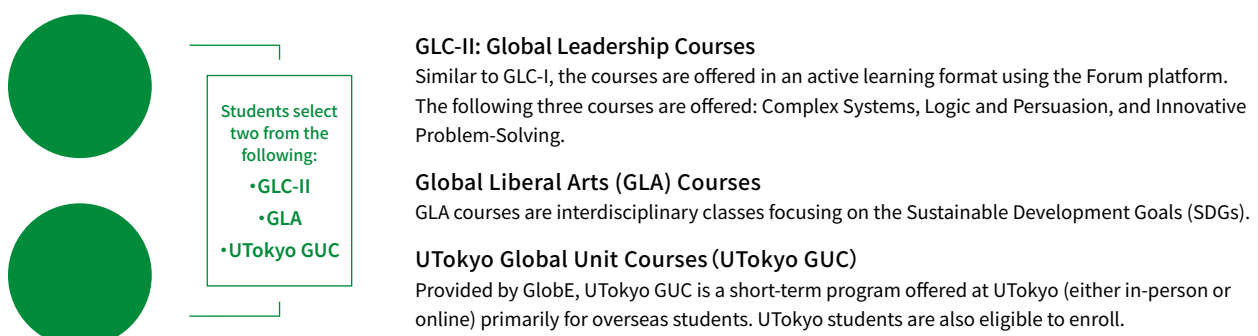 Students select
two from the
following:
・GLC-II
・GLA
・UTokyo GUC
GLC-II: Global Leadership Courses
Similar to GLC-I, the courses are offered in an active learning format using the Forum platform.
The following three courses are offered: Complex Systems, Logic and Persuasion, and Innovative
Problem-Solving.
Global Liberal Arts (GLA) Courses
GLA courses are interdisciplinary classes focusing on the Sustainable Development Goals (SDGs).
UTokyo Global Unit Courses（UTokyo GUC）
Provided by GlobE, UTokyo GUC is a short-term program offered at UTokyo (either in-person or
online) primarily for overseas students. UTokyo students are also eligible to enroll.